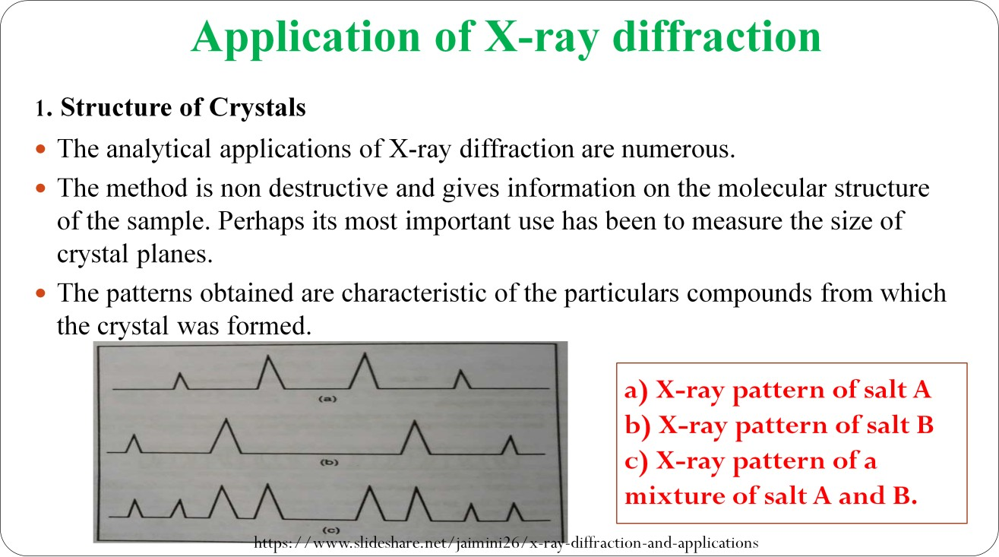 Application of X-ray diffraction
1. Structure of Crystals
• The analytical applications of X-ray diffraction are numerous.
• The method is non destructive and gives information on the molecular structure
of the sample. Perhaps its most important use has been to measure the size of
crystal planes.
• The patterns obtained are characteristic of the particulars compounds from which
the crystal was formed.
(a)
(b)
(c)
a) X-ray pattern of salt A
b) X-ray pattern of salt B
c) X-ray pattern of a
mixture of salt A and B.
https://www.slideshare.net/jaimini26/x-ray-diffraction-and-applications